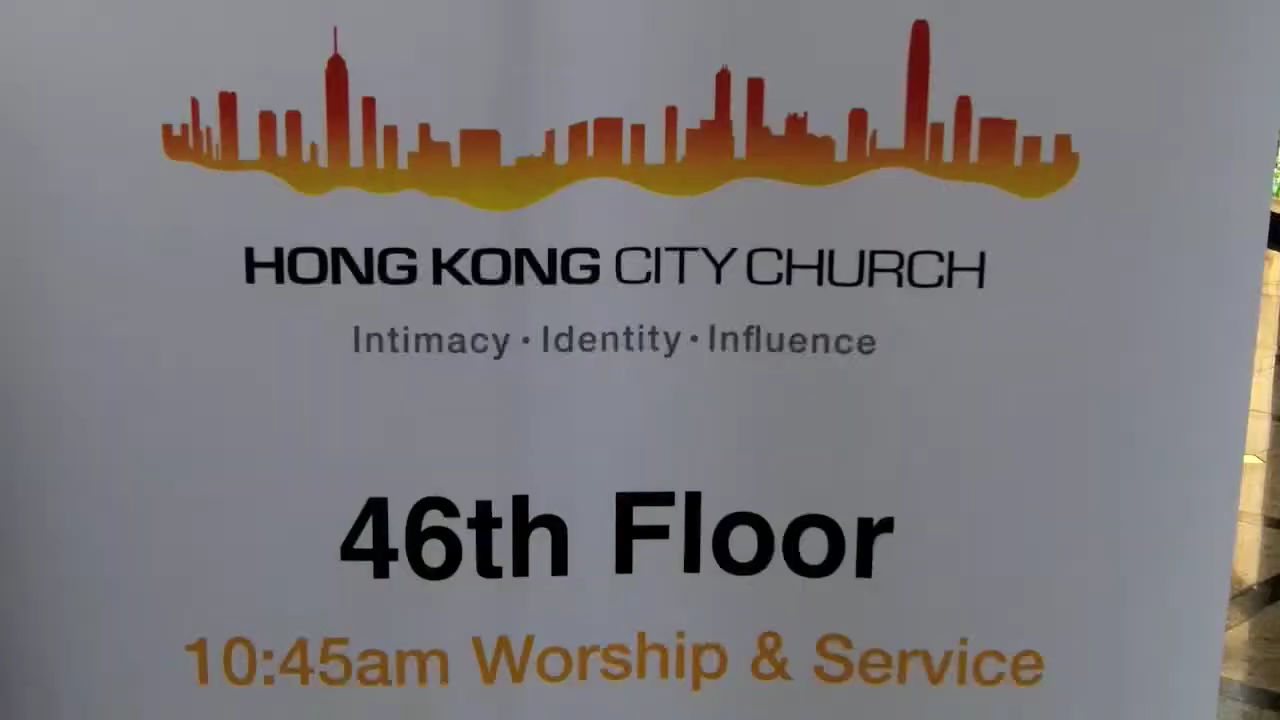 HONG KONG CITY CHURCH
Intimacy · Identity · Influence
46th Floor
10:45am Worship & Service